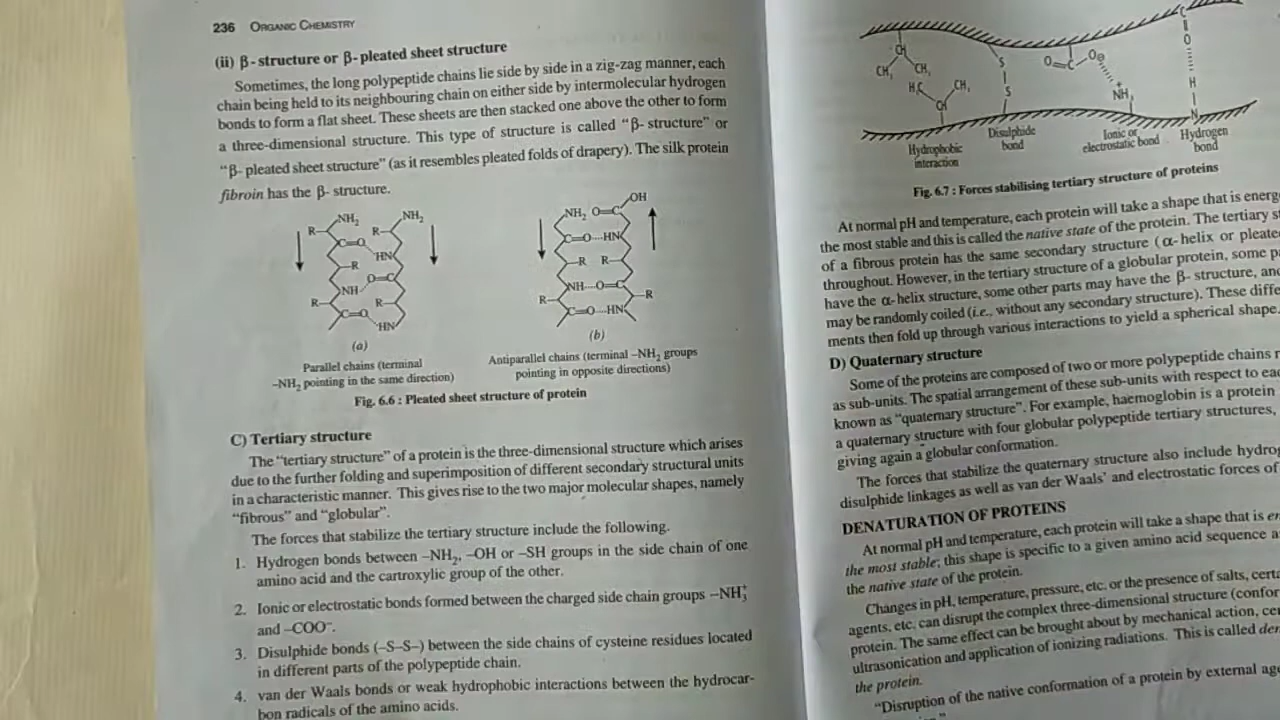 236 ORGANIC CHEMISTRY
(ii) β-structure or β-pleated sheet structure
Sometimes, the long polypeptide chains lie side by side in a zig-zag manner, each
chain being held to its neighbouring chain on either side by intermolecular hydrogen
bonds to form a flat sheet. These sheets are then stacked one above the other to form
a three-dimensional structure. This type of structure is called "β-structure" or
"β-pleated sheet structure" (as it resembles pleated folds of drapery). The silk protein
fibroin has the β-structure.
NH₂ NH₂ NH₂ O=C OH
R R C=O C=O---HN
HN R R R
R O=C NH---O=C
NH R R
R R C=O---HN
C=O HN
(a) (b)
Parallel chains (terminal
-NH₂ pointing in the same direction)
Antiparallel chains (terminal –NH₂ groups
pointing in opposite directions)
Fig. 6.6 : Pleated sheet structure of protein
C) Tertiary structure
The "tertiary structure" of a protein is the three-dimensional structure which arises
due to the further folding and superimposition of different secondary structural units
in a characteristic manner. This gives rise to the two major molecular shapes, namely
"fibrous" and "globular".
The forces that stabilize the tertiary structure include the following.
1. Hydrogen bonds between –NH₂, –OH or –SH groups in the side chain of one
amino acid and the cartroxylic group of the other.
2. Ionic or electrostatic bonds formed between the charged side chain groups –NH₃⁺
and –COO⁻.
3. Disulphide bonds (–S–S–) between the side chains of cysteine residues located
in different parts of the polypeptide chain.
4. van der Waals bonds or weak hydrophobic interactions between the hydrocar-
bon radicals of the amino acids.
CH CH₃ CH₃
H₃C CH₃ CH
S S
O=C O⊖
NH₃ +
C O H N
Hydrophobic
interaction
Disulphide
bond
Ionic or
electrostatic bond
Hydrogen
bond
Fig. 6.7 : Forces stabilising tertiary structure of proteins
At normal pH and temperature, each protein will take a shape that is
the most stable and this is called the native state of the protein. The tertiary
of a fibrous protein has the same secondary structure (α-helix or
throughout. However, in the tertiary structure of a globular protein, some
have the α-helix structure, some other parts may have the β-structure,
may be randomly coiled (i.e., without any secondary structure). These
ments then fold up through various interactions to yield a spherical shape.
D) Quaternary structure
Some of the proteins are composed of two or more polypeptide chains
as sub-units. The spatial arrangement of these sub-units with respect to
known as "quaternary structure". For example, haemoglobin is a protein
a quaternary structure with four globular polypeptide tertiary structures,
giving again a globular conformation.
The forces that stabilize the quaternary structure also include
disulphide linkages as well as van der Waals' and electrostatic forces of
DENATURATION OF PROTEINS
At normal pH and temperature, each protein will take a shape that is
the most stable; this shape is specific to a given amino acid sequence
the native state of the protein.
Changes in pH, temperature, pressure, etc. or the presence of salts,
agents, etc. can disrupt the complex three-dimensional structure
protein. The same effect can be brought about by mechanical action,
ultrasonication and application of ionizing radiations. This is called
the protein.
"Disruption of the native conformation of a protein by external